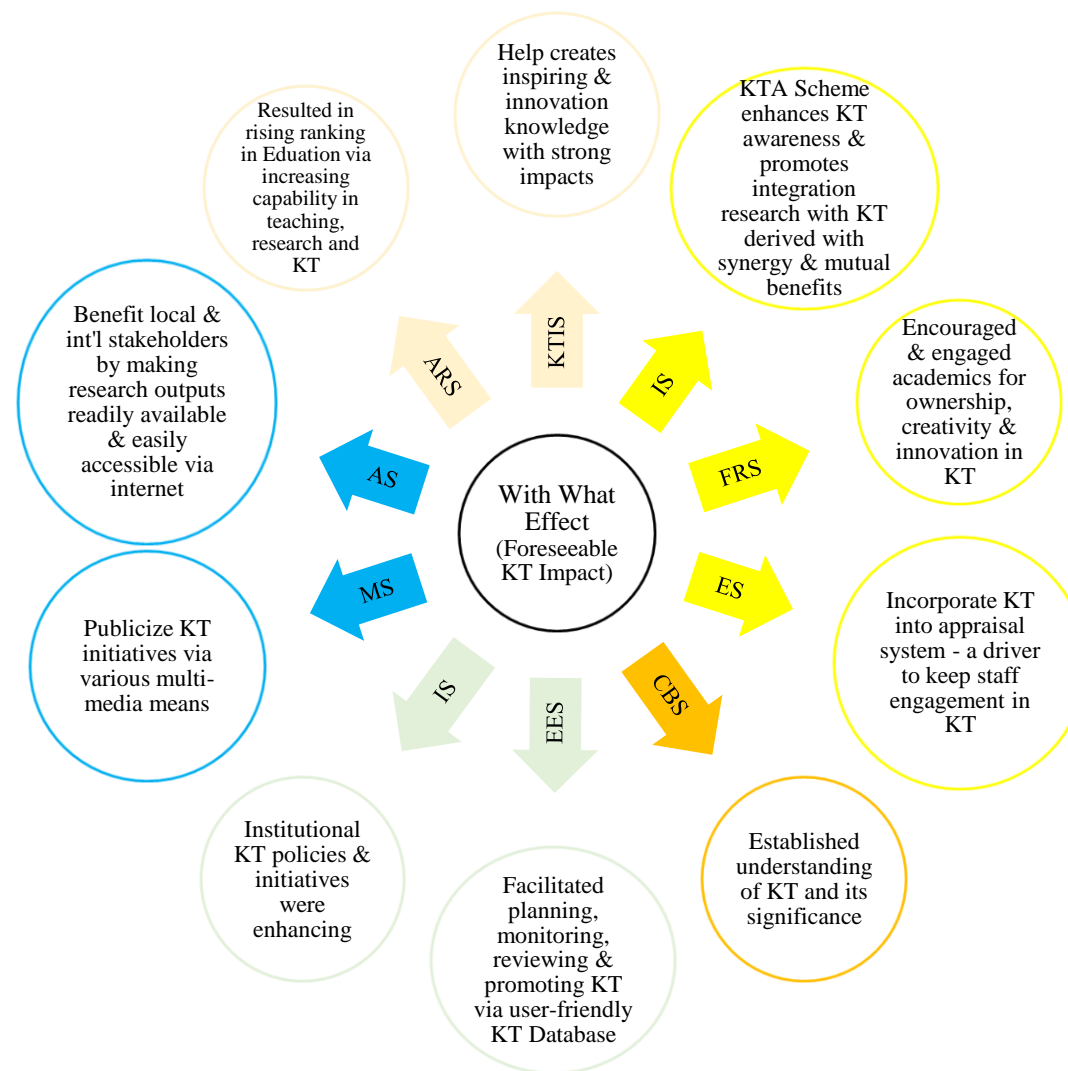 Help creates
inspiring &
innovation
knowledge
with strong
impacts
KTA Scheme
enhances KT
awareness &
promotes
integration
research with KT
derived with
synergy & mutual
benefits
Encouraged
& engaged
academics for
ownership,
creativity &
innovation in
KT
Incorporate KT
into appraisal
system - a driver
to keep staff
engagement in
KT
Established
understanding
of KT and its
significance
Facilitated
planning,
monitoring,
reviewing &
promoting KT
via user-friendly
KT Database
Institutional
KT policies &
initiatives
were
enhancing
Publicize KT
initiatives via
various multi-
media means
Benefit local &
int'l stakeholders
by making
research outputs
readily available
& easily
accessible via
internet
Resulted in
rising ranking
in Eduation via
increasing
capability in
teaching,
research and
KT
KTIS
IS
FRS
ES
CBS
EES
IS
MS
AS
ARS
With What
Effect
(Foreseeable
KT Impact)